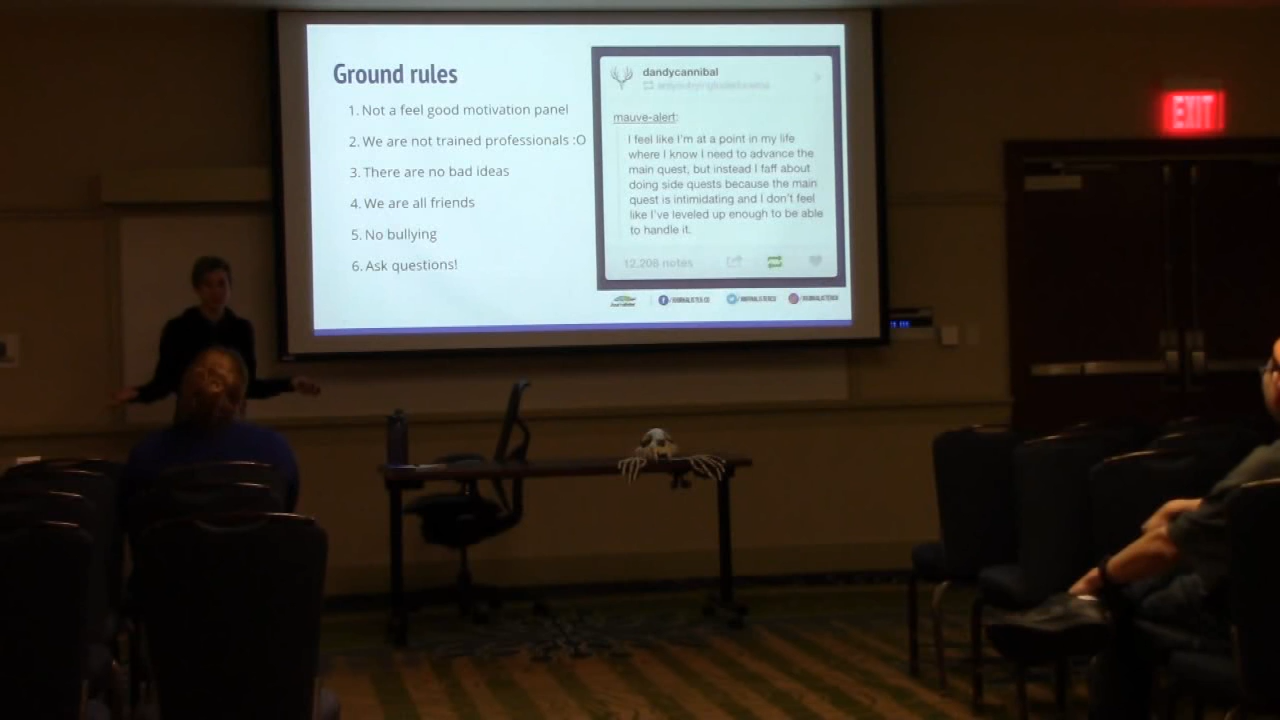 Ground rules
1. Not a feel good motivation panel
2. We are not trained professionals :O
3. There are no bad ideas
4. We are all friends
5. No bullying
6. Ask questions!
dandycannibal
mauve-alert:
I feel like I'm at a point in my life
where I know I need to advance the
main quest, but instead I faff about
doing side quests because the main
quest is intimidating and I don't feel
like I've leveled up enough to be able
to handle it.
12,208 notes
EXIT